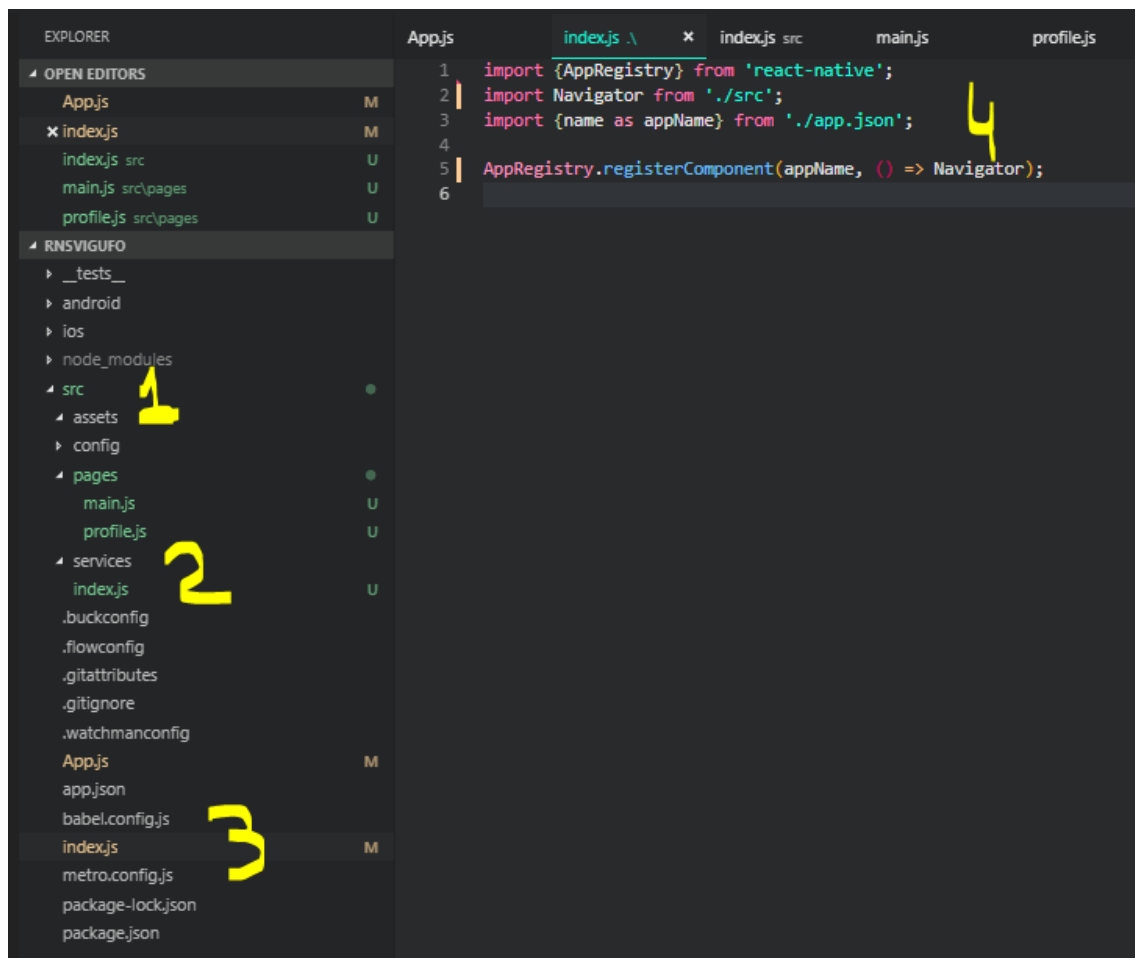 EXPLORER
OPEN EDITORS
App.js M
× index.js M
index.js src U
main.js src\pages U
profile.js src\pages U
RNSVIGUFO
__tests__
android
ios
node_modules
src
1
assets
config
pages
main.js U
profile.js U
services
2
index.js U
.buckconfig
.flowconfig
.gitattributes
.gitignore
.watchmanconfig
App.js M
app.json
babel.config.js
3
index.js M
metro.config.js
package-lock.json
package.json
App.js index.js .\ × index.js src main.js profile.js
1 import {AppRegistry} from 'react-native';
2 import Navigator from './src';
3 import {name as appName} from './app.json';
4
4
5 AppRegistry.registerComponent(appName, () => Navigator);
6